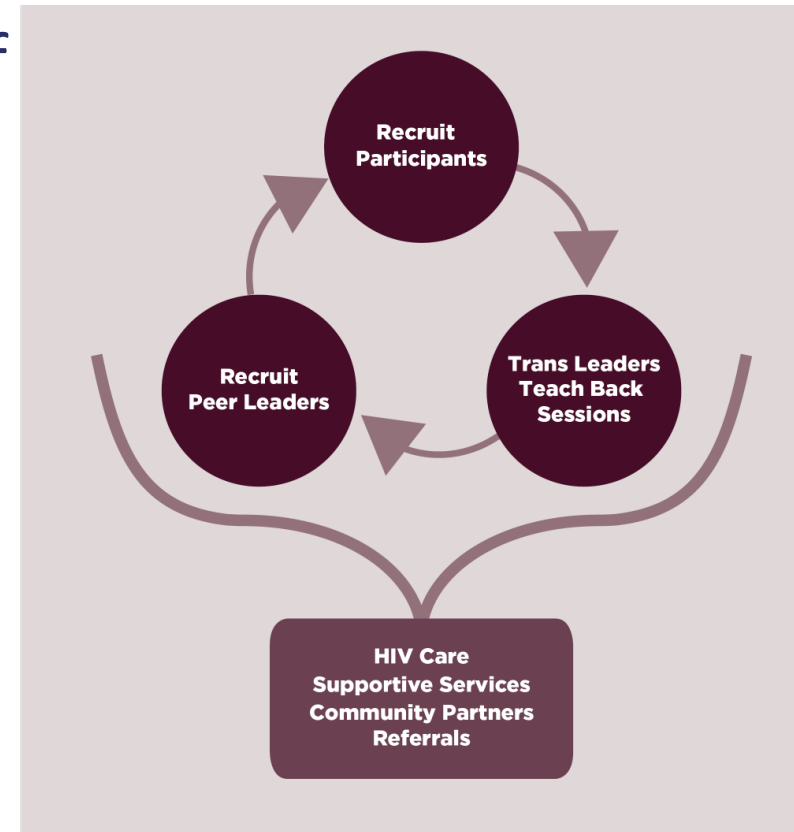 Recruit
Participants
Trans Leaders
Teach Back
Sessions
Recruit
Peer Leaders
HIV Care
Supportive Services
Community Partners
Referrals